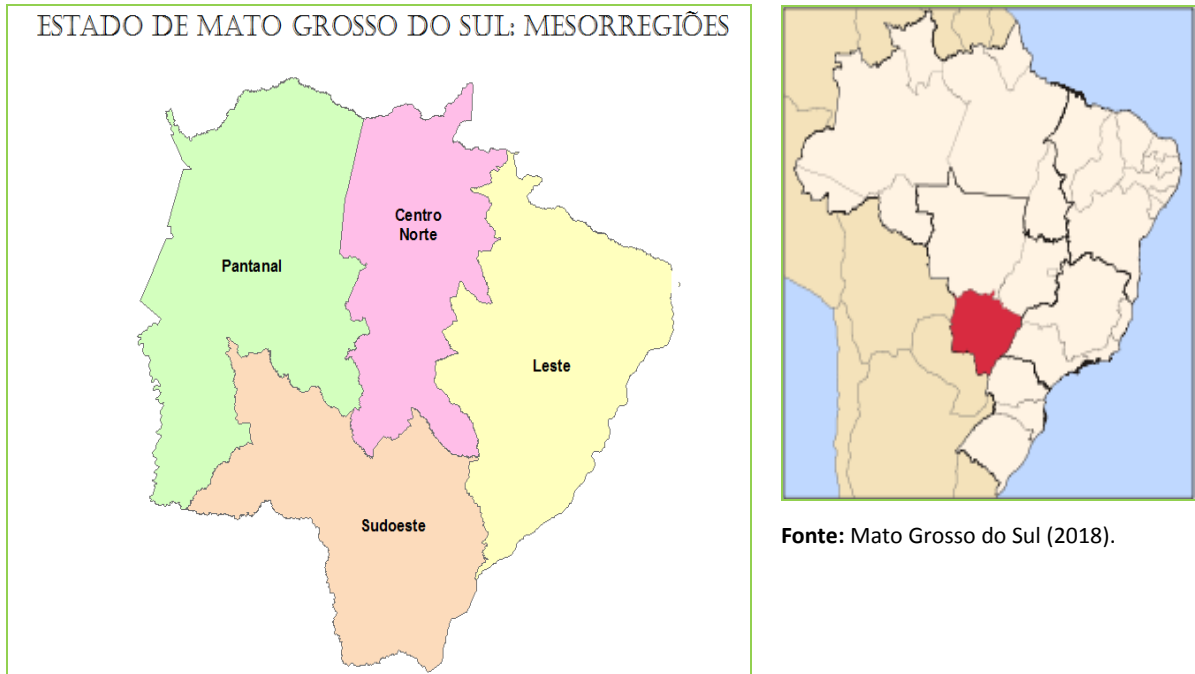 ESTADO DE MATO GROSSO DO SUL: MESORREGIÕES
Centro
Norte
Pantanal
Leste
Sudoeste
Fonte: Mato Grosso do Sul (2018).